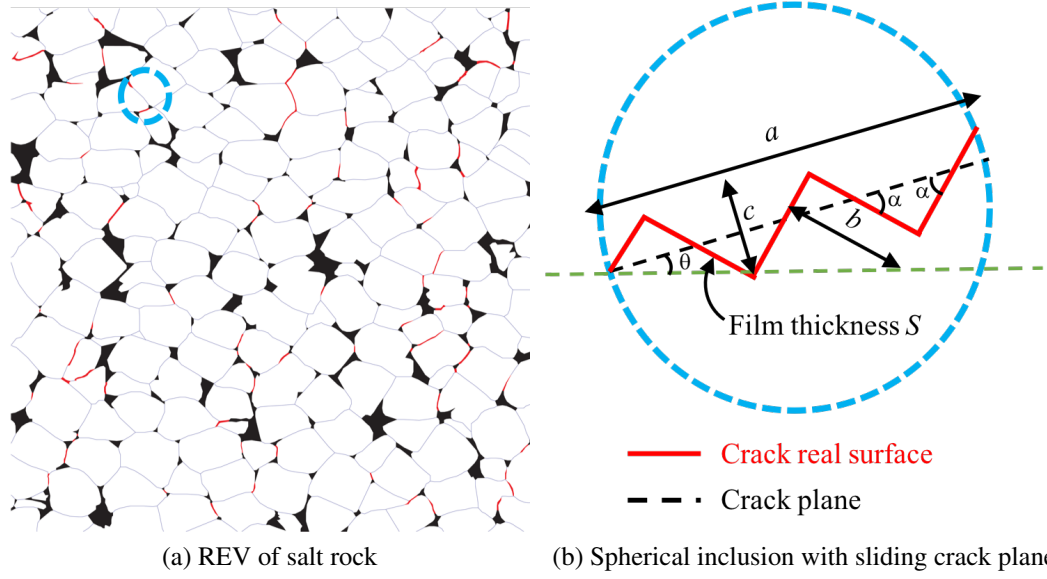 a
c
b
α
α
θ
Film thickness S
Crack real surface
Crack plane
(a) REV of salt rock
(b) Spherical inclusion with sliding crack plane